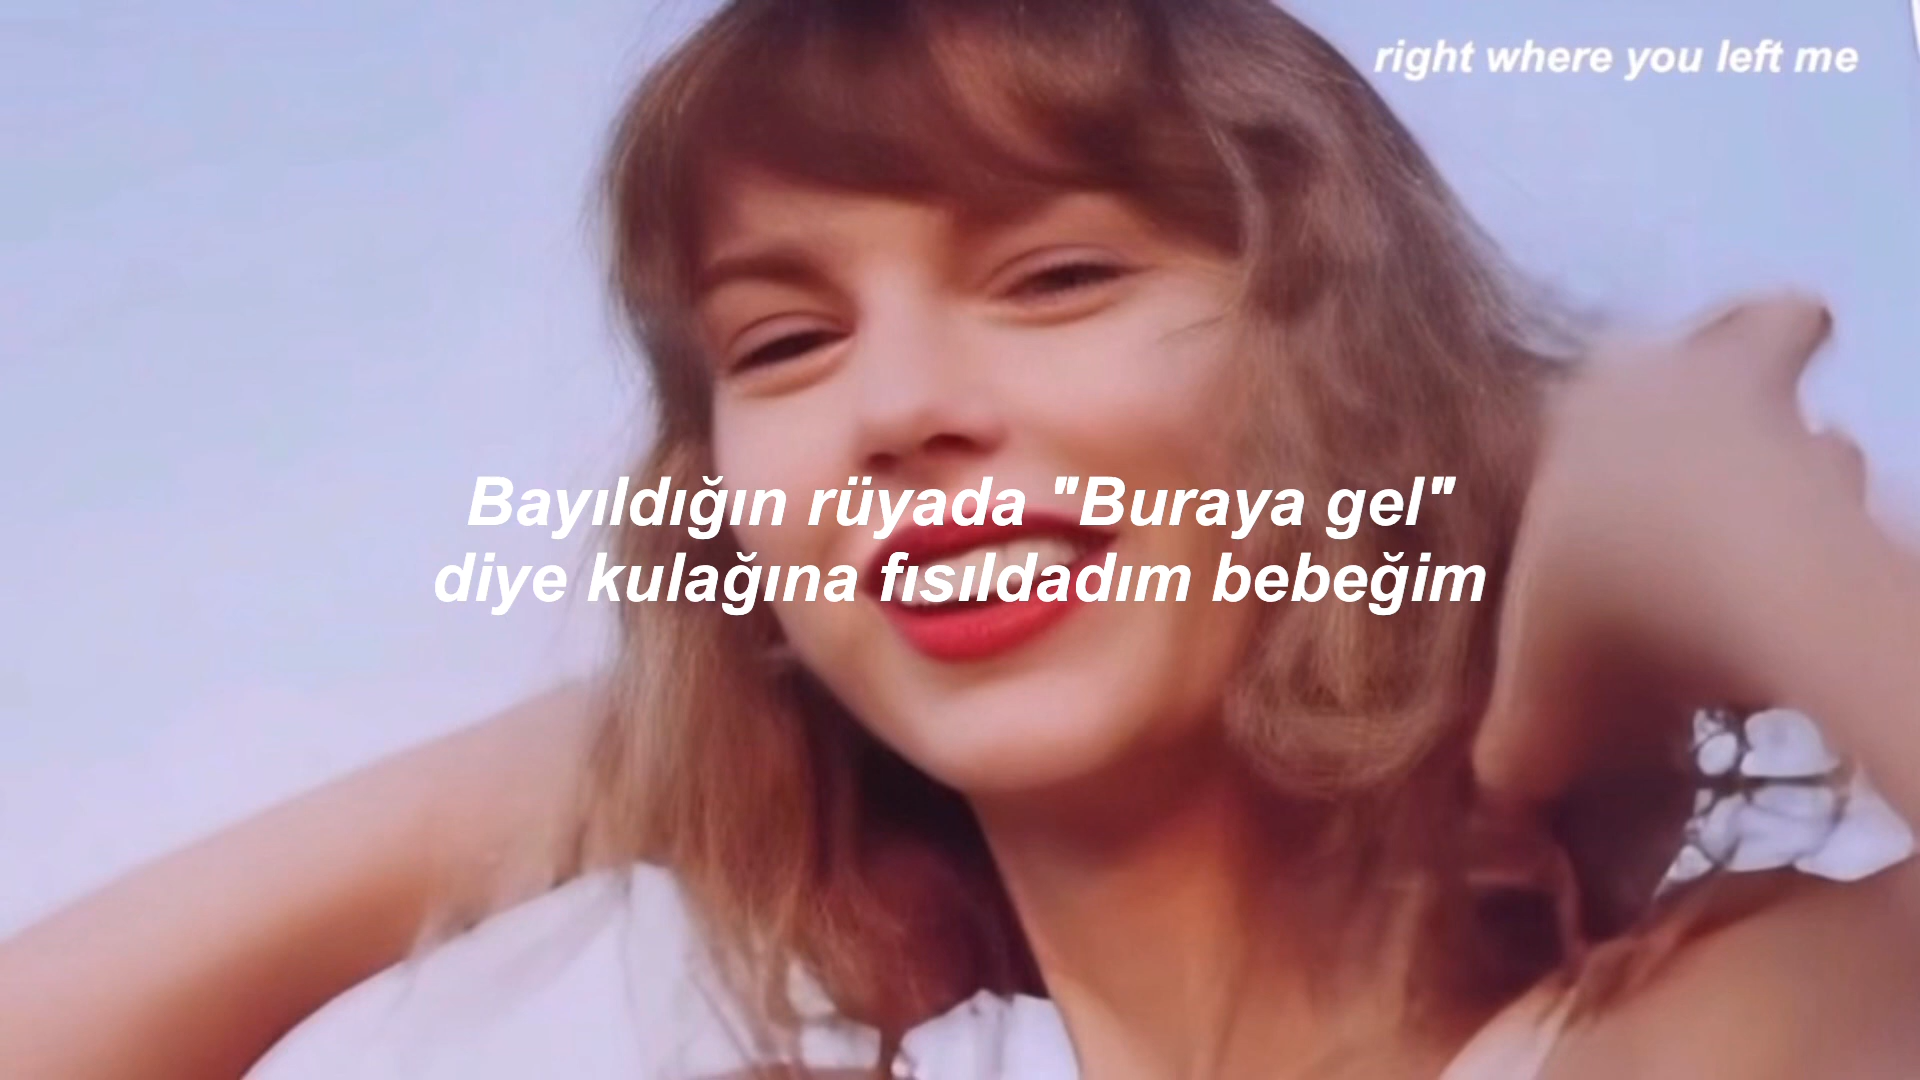 right where you left me
Bayıldığın rüyada "Buraya gel"
diye kulağına fısıldadım bebeğim